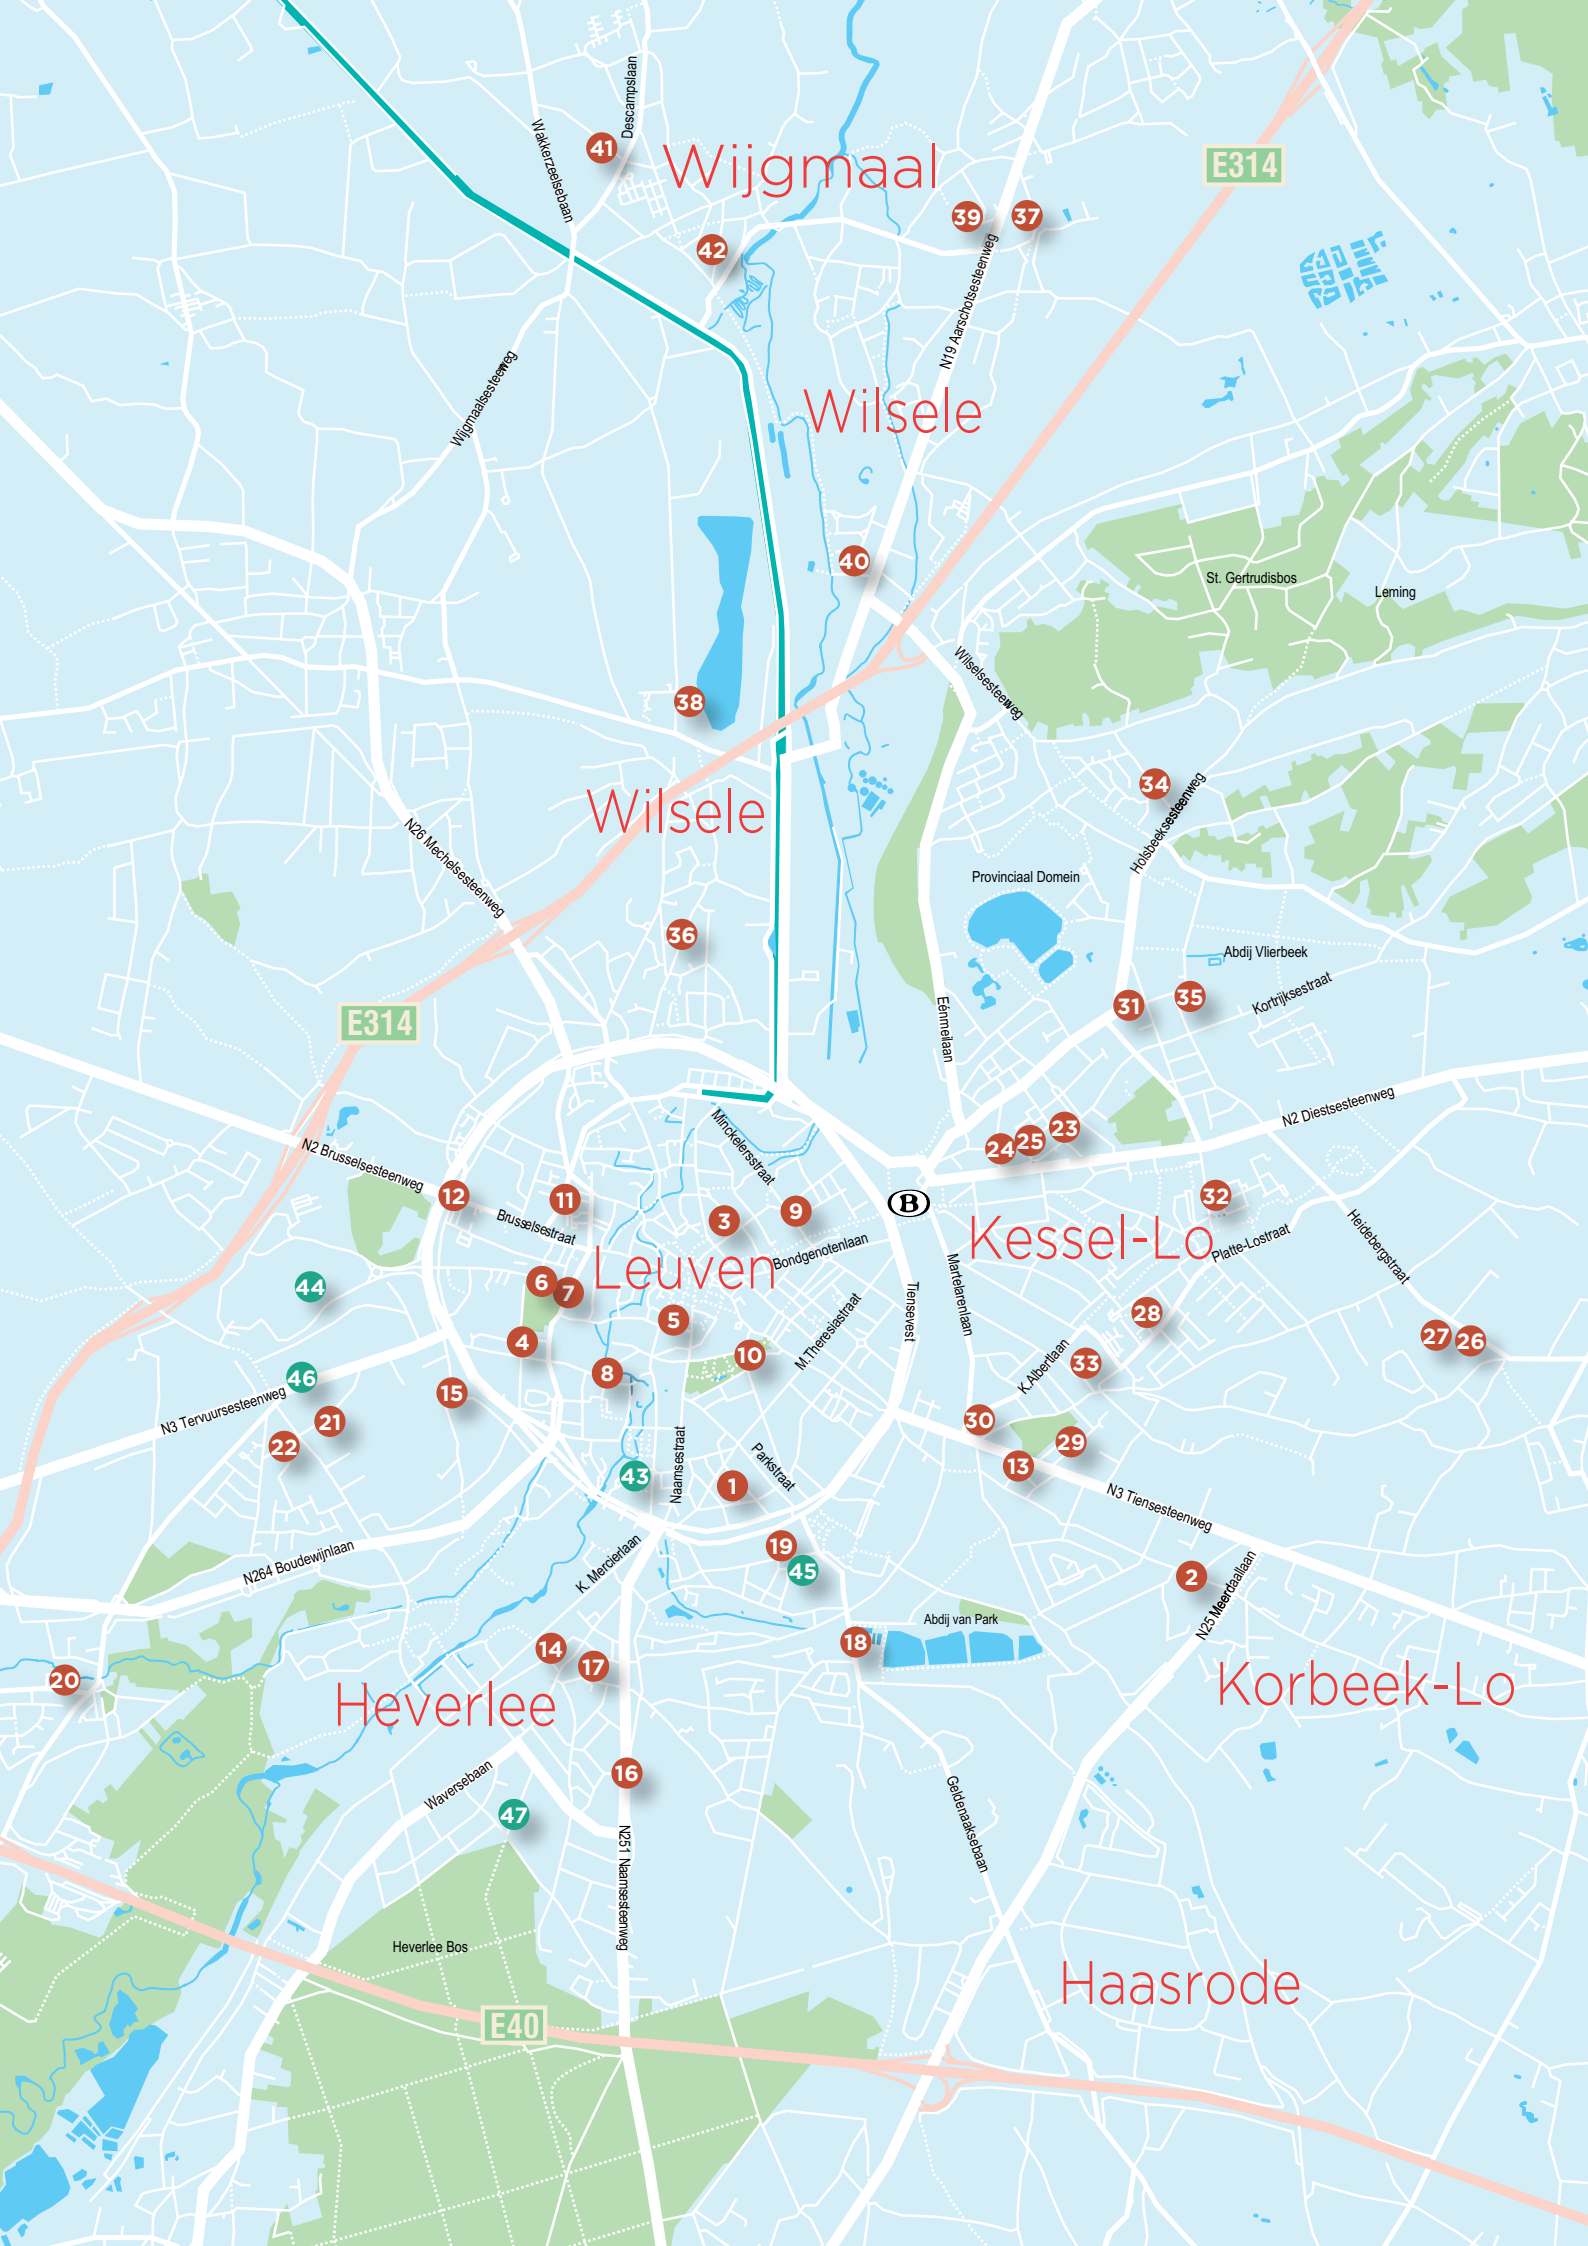 Descampslaan
Wakkerzeelsebaan
41
Wijgmaal
E314
39
37
42
N19 Aarschotsesteenweg
Wijgmaalsesteenweg
Wilsele
40
St. Gertrudisbos
Leming
Wilselsesteenweg
38
34
Holsbeeksesteenweg
Wilsele
N26 Mechelsesteenweg
Provinciaal Domein
36
Abdij Vlierbeek
Kortrijksestraat
35
31
E314
Eénmeilaan
N2 Diestsesteenweg
Minckelersstraat
23
25
24
N2 Brusselsesteenweg
12
11
Brusselsestraat
3
9
B
32
Kessel-Lo
Platte-Lostraat
Heidebergstraat
Bondgenotenlaan
Leuven
Martelarenlaan
Tiensevest
6
7
44
5
28
M.Theresiastraat
4
10
27
26
K.Albertlaan
33
8
46
15
N3 Tervuursesteenweg
21
22
30
29
13
Naamsestraat
Parkstraat
43
1
N3 Tiensesteenweg
19
45
K. Mercierlaan
N264 Boudewijnlaan
2
N25 Meerdaallaan
Abdij van Park
18
14
17
20
Heverlee
Korbeek-Lo
16
Waversebaan
47
Geldenaaksebaan
N251 Naamsesteenweg
Heverlee Bos
Haasrode
E40